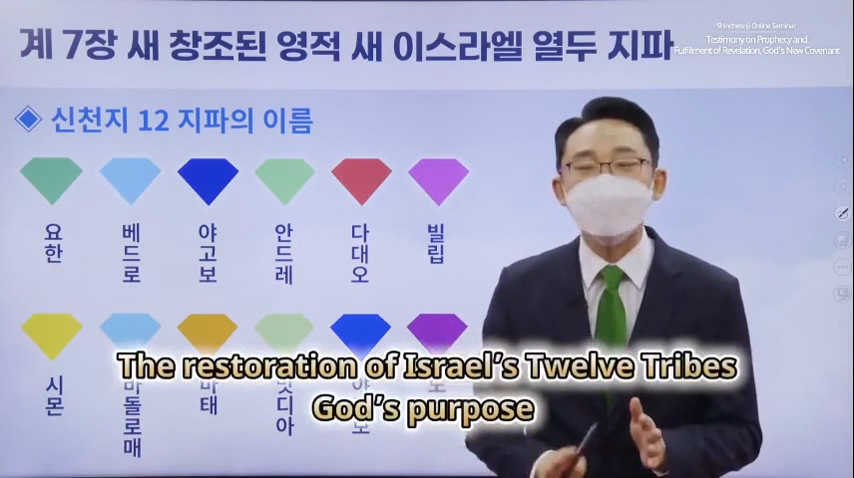 계 7장 새 창조된 영적 새 이스라엘 열두 지파
Shincheonji Online Seminar
Testimony on Prophecy and
Fulfillment of Revelation, God's New Covenant
신천지 12 지파의 이름
요한
베드로
야고보
안드레
다대오
빌립
시몬
바돌로매
마태
맛디아
The restoration of Israel's Twelve Tribes
God's purpose